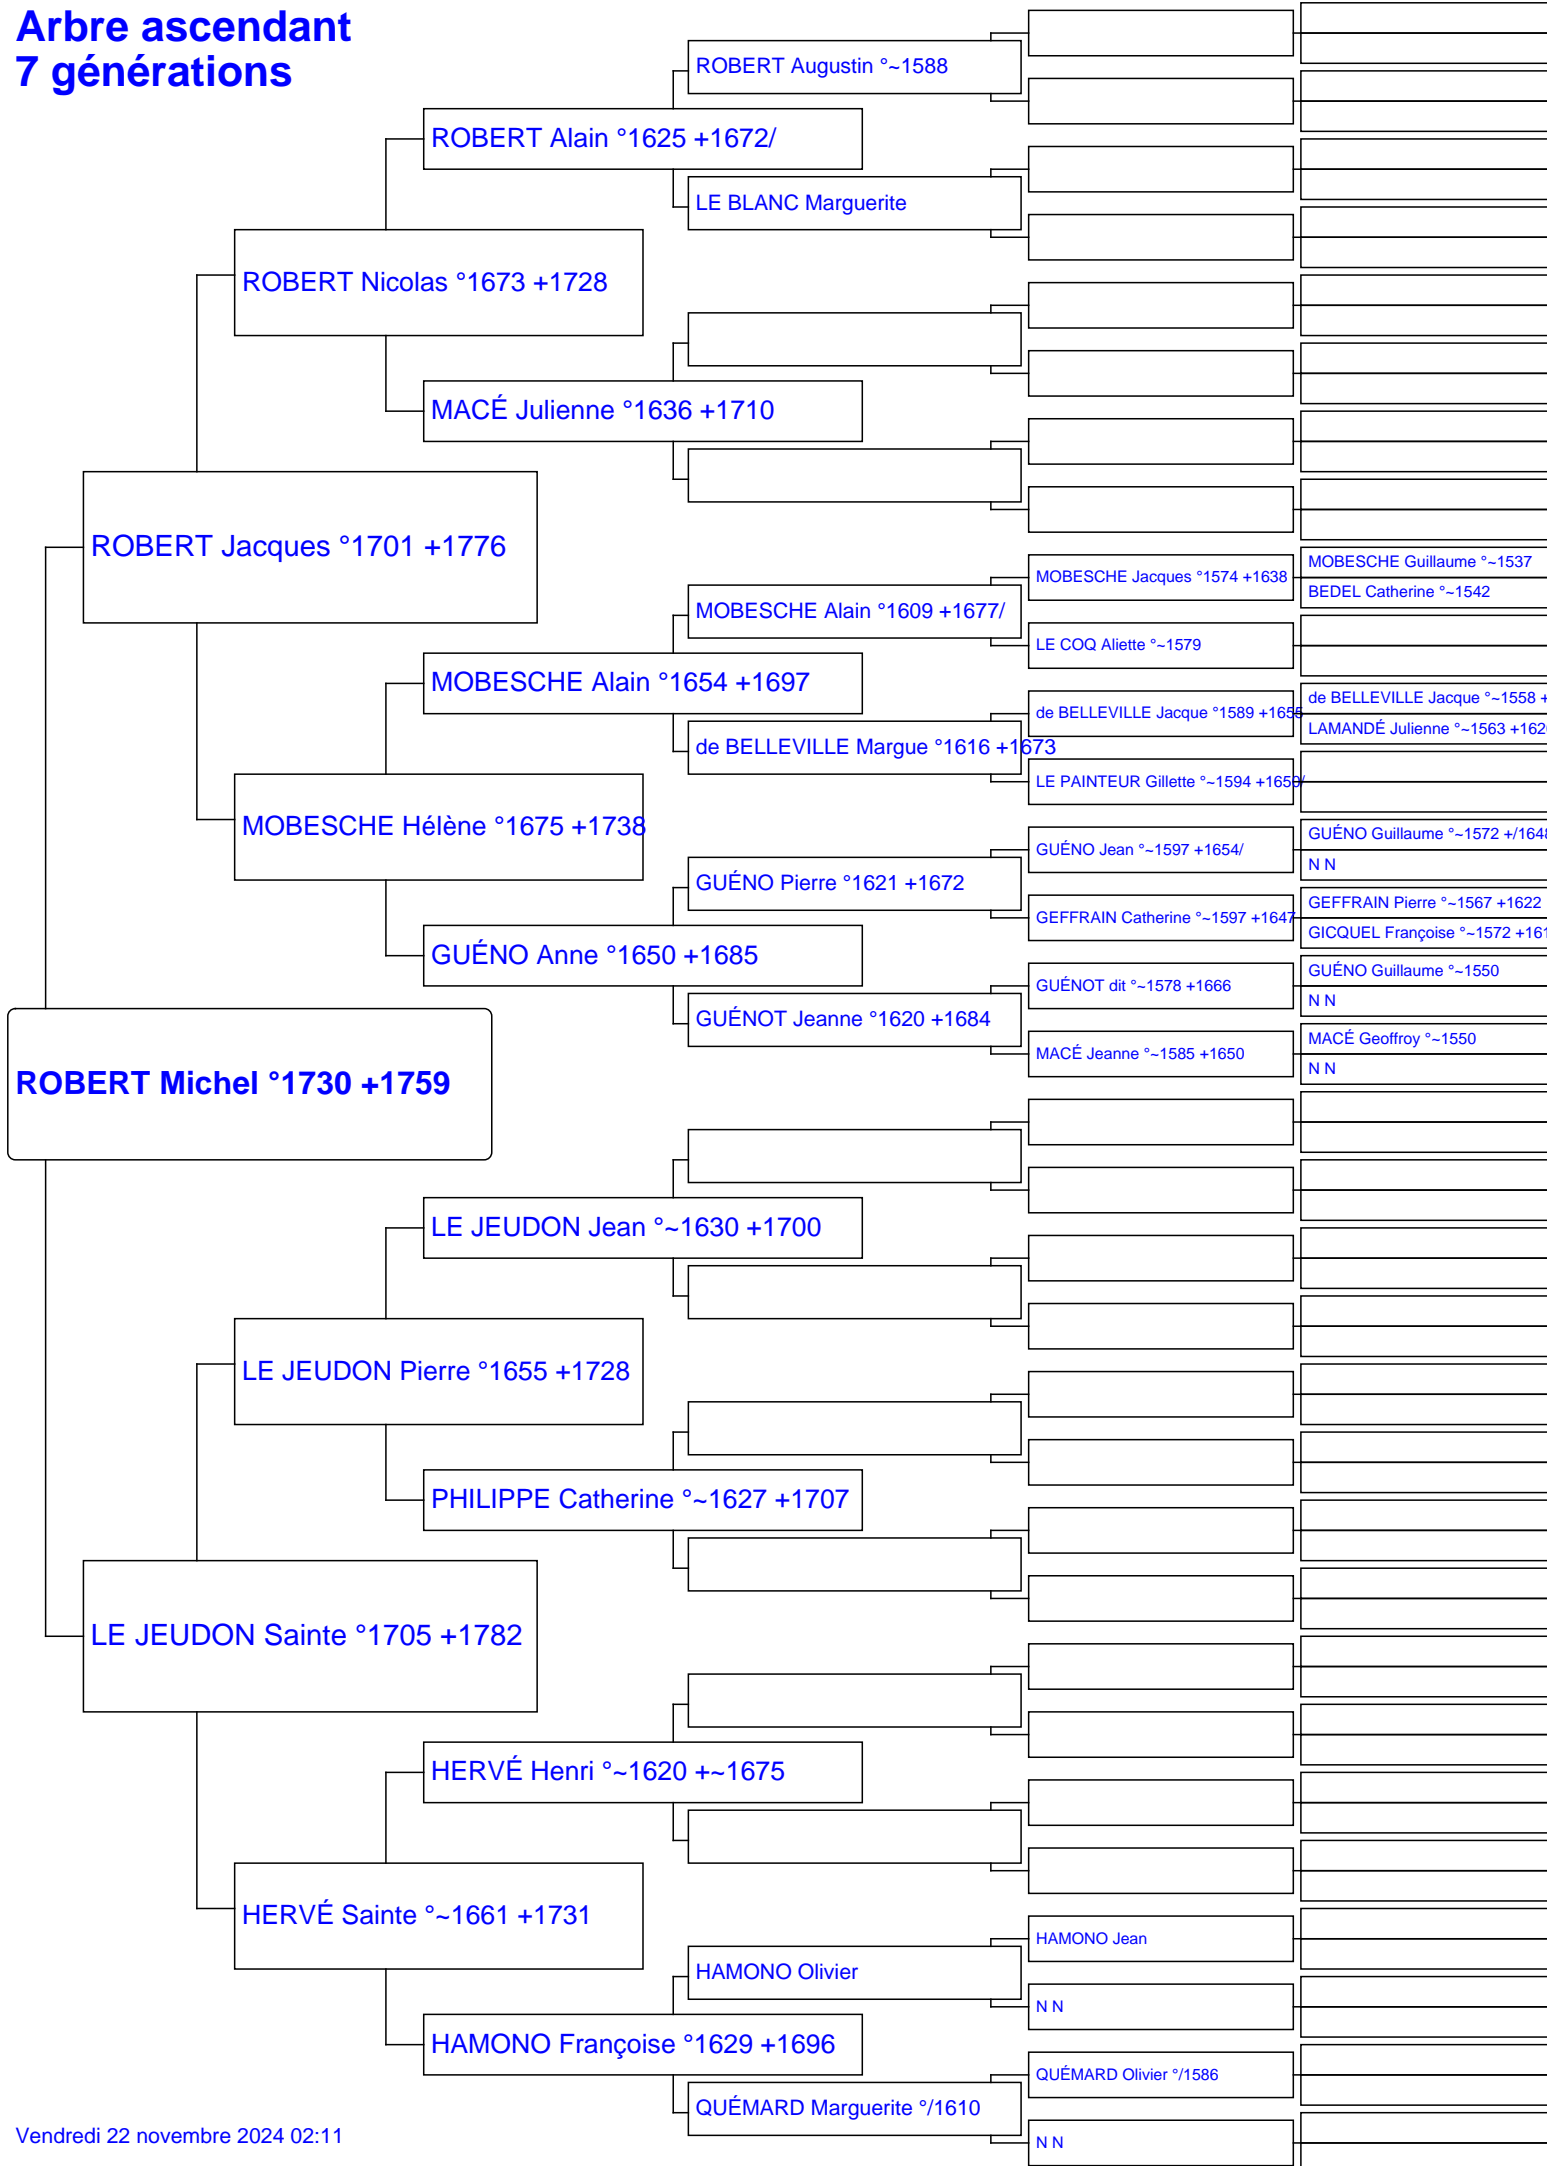 Arbre ascendant
7 générations
ROBERT Augustin °~1588
ROBERT Alain °1625 +1672/
LE BLANC Marguerite
ROBERT Nicolas °1673 +1728
MACÉ Julienne °1636 +1710
ROBERT Jacques °1701 +1776
MOBESCHE Guillaume °~1537
MOBESCHE Jacques °1574 +1638
BEDEL Catherine °~1542
MOBESCHE Alain °1609 +1677/
LE COQ Aliette °~1579
MOBESCHE Alain °1654 +1697
de BELLEVILLE Jacque °~1558 +
de BELLEVILLE Jacque °1589 +1655
LAMANDÉ Julienne °~1563 +162
de BELLEVILLE Margue °1616 +1673
LE PAINTEUR Gillette °~1594 +1650/
MOBESCHE Hélène °1675 +1738
GUÉNO Guillaume °~1572 +/1648
GUÉNO Jean °~1597 +1654/
N N
GUÉNO Pierre °1621 +1672
GEFFRAIN Pierre °~1567 +1622
GEFFRAIN Catherine °~1597 +1647
GICQUEL Françoise °~1572 +161
GUÉNO Anne °1650 +1685
GUÉNO Guillaume °~1550
GUÉNOT dit °~1578 +1666
N N
GUÉNOT Jeanne °1620 +1684
MACÉ Geoffroy °~1550
MACÉ Jeanne °~1585 +1650
N N
ROBERT Michel °1730 +1759
LE JEUDON Jean °~1630 +1700
LE JEUDON Pierre °1655 +1728
PHILIPPE Catherine °~1627 +1707
LE JEUDON Sainte °1705 +1782
HERVÉ Henri °~1620 +~1675
HERVÉ Sainte °~1661 +1731
HAMONO Jean
HAMONO Olivier
N N
HAMONO Françoise °1629 +1696
QUÉMARD Olivier °/1586
QUÉMARD Marguerite °/1610
N N
Vendredi 22 novembre 2024 02:11